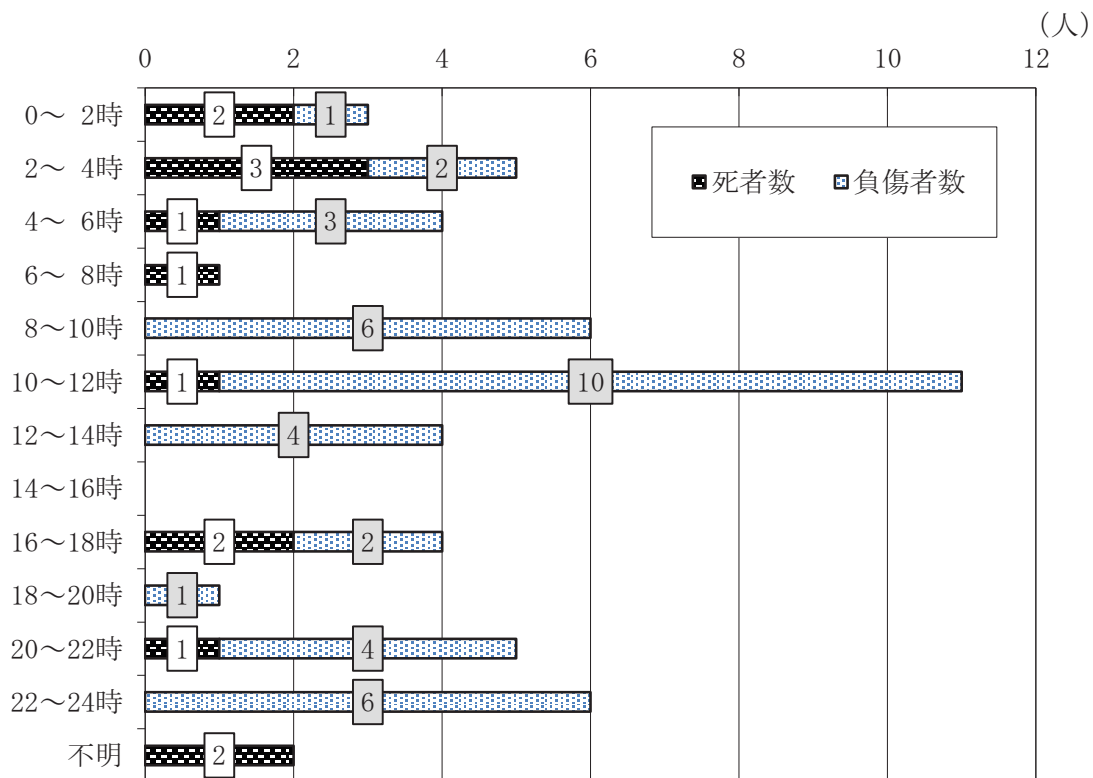 (人)
0 2 4 6 8 10 12
0～ 2時 2 1
2～ 4時 3 2
■死者数 ■負傷者数
4～ 6時 1 3
6～ 8時 1
8～10時 6
10～12時 1 10
12～14時 4
14～16時
16～18時 2 2
18～20時 1
20～22時 1 4
22～24時 6
不明 2